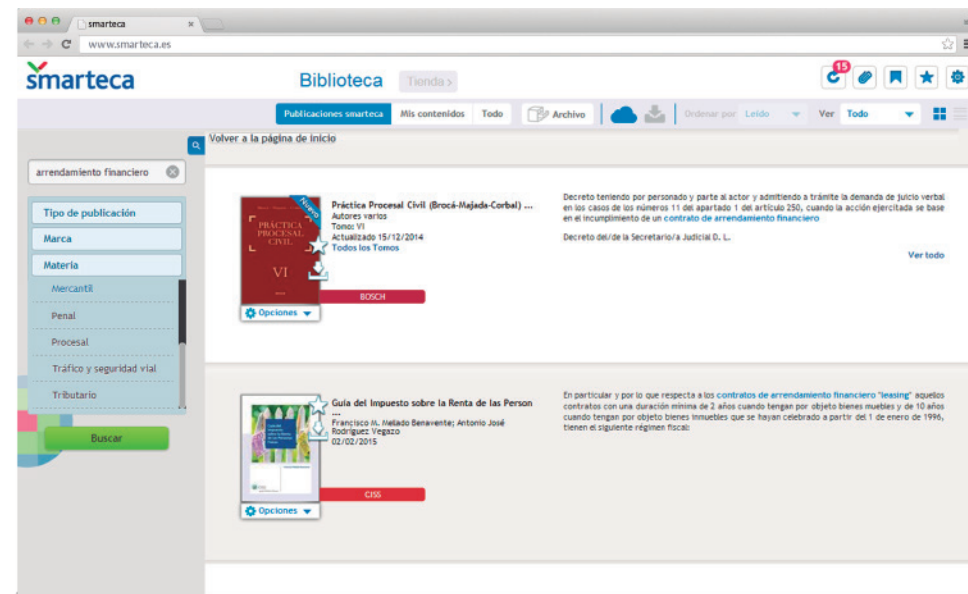 smarteca
www.smarteca.es
smarteca
Biblioteca
Tienda >
15
Publicaciones smarteca
Mis contenidos
Todo
Archivo
Ordenar por Leído
Ver Todo
Volver a la página de inicio
arrendamiento financiero
Tipo de publicación
Marca
Materia
Mercantil
Penal
Procesal
Tráfico y seguridad vial
Tributario
Buscar
Nuevo
PRÁCTICA
PROCESAL
CIVIL
VI
Opciones
Práctica Procesal Civil (Brocá-Majada-Corbal) ...
Autores varios
Tomo: VI
Actualizado 15/12/2014
Todos los Tomos
BOSCH
Decreto teniendo por personado y parte al actor y admitiendo a trámite la demanda de juicio verbal
en los casos de los números 11 del apartado 1 del artículo 250, cuando la acción ejercitada se base
en el incumplimiento de un contrato de arrendamiento financiero
Decreto del/de la Secretario/a Judicial D. L.
Ver todo
Opciones
Guía del Impuesto sobre la Renta de las Person
...
Francisco M. Mellado Benavente; Antonio José
Rodríguez Vegazo
02/02/2015
CISS
En particular y por lo que respecta a los contratos de arrendamiento financiero "leasing" aquellos
contratos con una duración mínima de 2 años cuando tengan por objeto bienes muebles y de 10 años
cuando tengan por objeto bienes inmuebles que se hayan celebrado a partir del 1 de enero de 1996,
tienen el siguiente régimen fiscal: